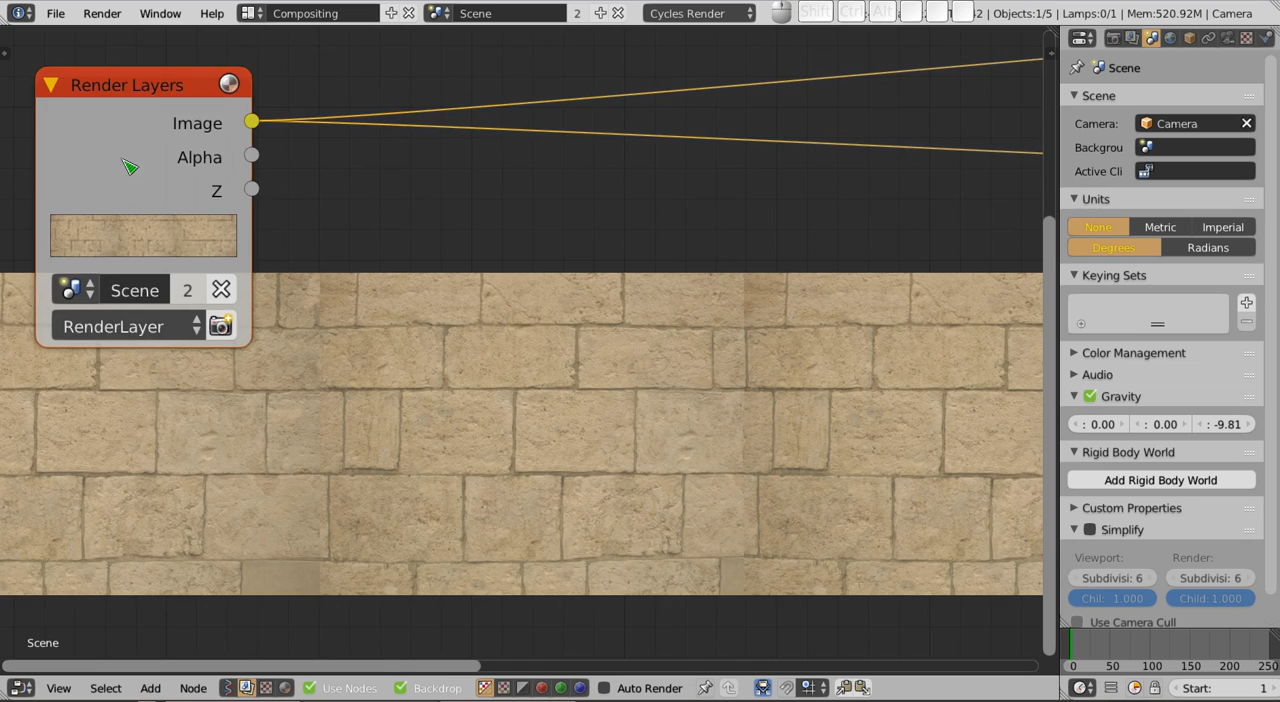 File Render Window Help Compositing Scene 2 Cycles Render Shift Ctrl Alt 2 | Objects:1/5 | Lamps:0/1 | Mem:520.92M | Camera
Render Layers
Image
Alpha
Z
Scene 2
RenderLayer
Scene
View Select Add Node Use Nodes Backdrop Auto Render
Scene
Scene
Camera: Camera
Backgrou
Active Cli
Units
None Metric Imperial
Degrees Radians
Keying Sets
Color Management
Audio
Gravity
: 0.00 : 0.00 : -9.81
Rigid Body World
Add Rigid Body World
Custom Properties
Simplify
Viewport: Render:
Subdivisi: 6 Subdivisi: 6
Chil: 1.000 Child: 1.000
Use Camera Cull
0 50 100 150 200 250
Start: 1